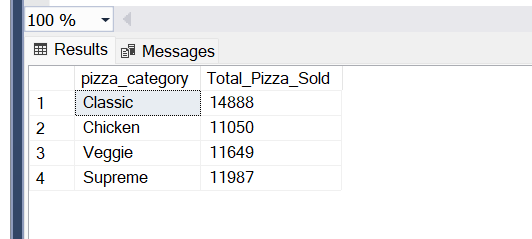 100 %
Results Messages
pizza_category Total_Pizza_Sold
1 Classic 14888
2 Chicken 11050
3 Veggie 11649
4 Supreme 11987